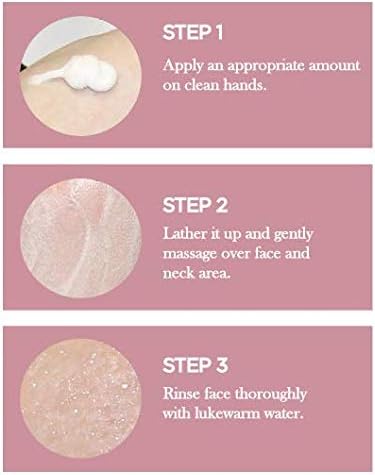 STEP 1
Apply an appropriate amount
on clean hands.
STEP 2
Lather it up and gently
massage over face and
neck area.
STEP 3
Rinse face thoroughly
with lukewarm water.